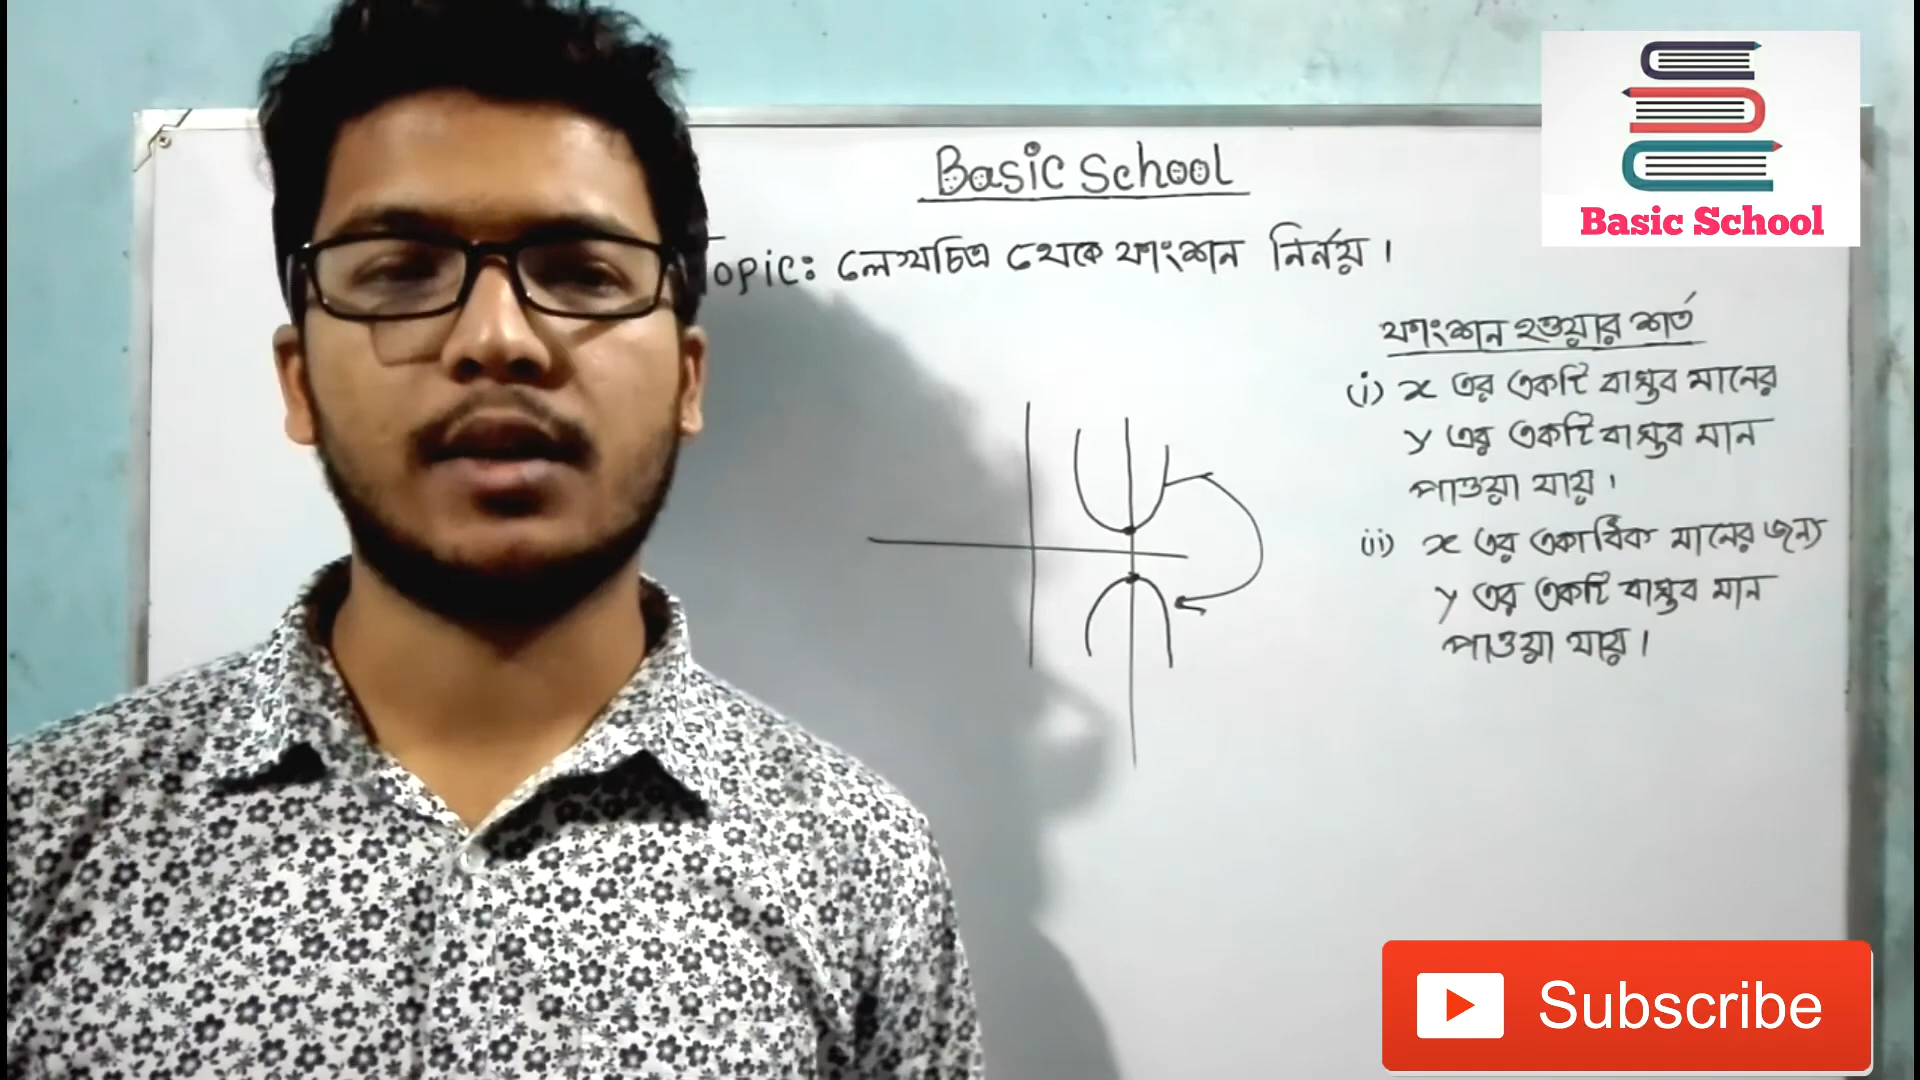 Basic School
Basic School
Topic: লেখচিত্র থেকে ফাংশন নির্নয়।
ফাংশন হওয়ার শর্ত
(i) x এর একটি বাস্তব মানের
y এর একটি বাস্তব মান
পাওয়া যায়।
(ii) x এর একাধিক মানের জন্য
y এর একটি বাস্তব মান
পাওয়া যায়।
Subscribe